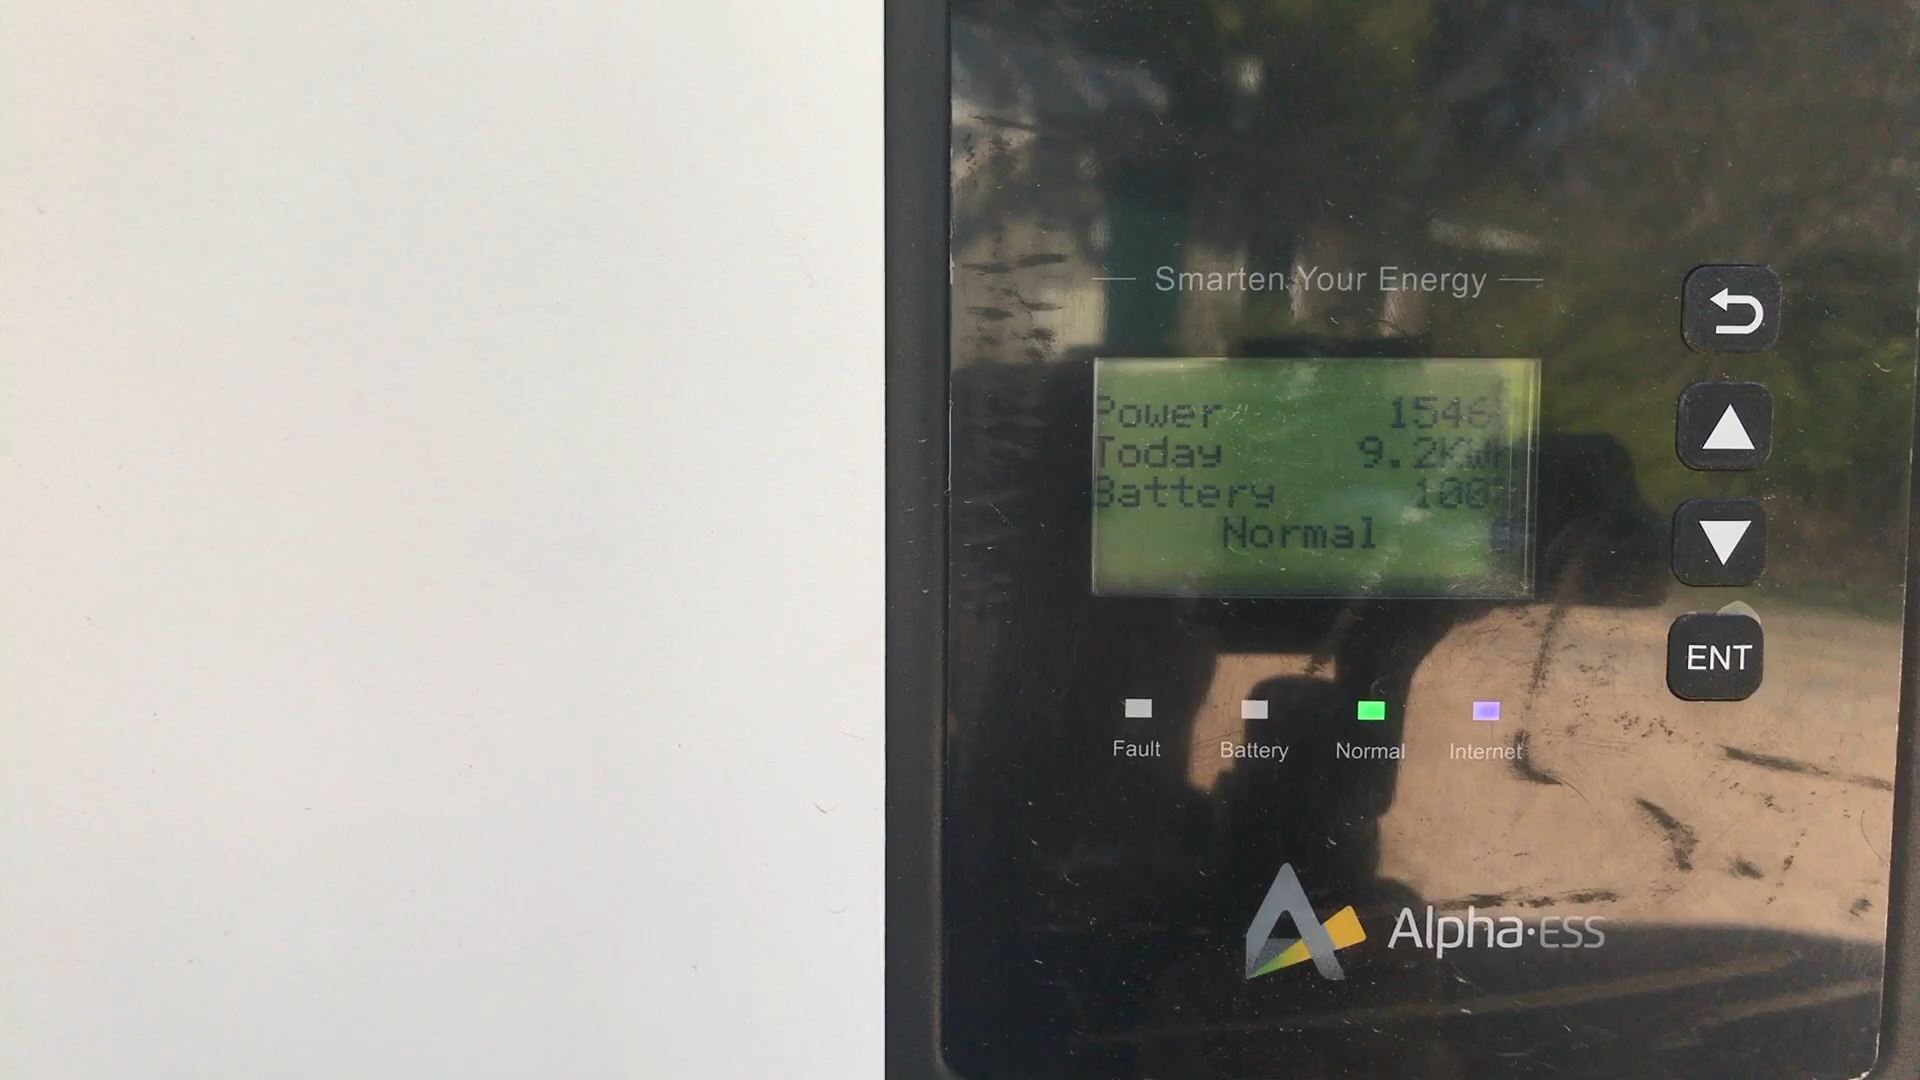 Smarten Your Energy
Power 1546
Today 9.2KWh
Battery 100%
Normal
ENT
Fault Battery Normal Internet
Alpha·ESS